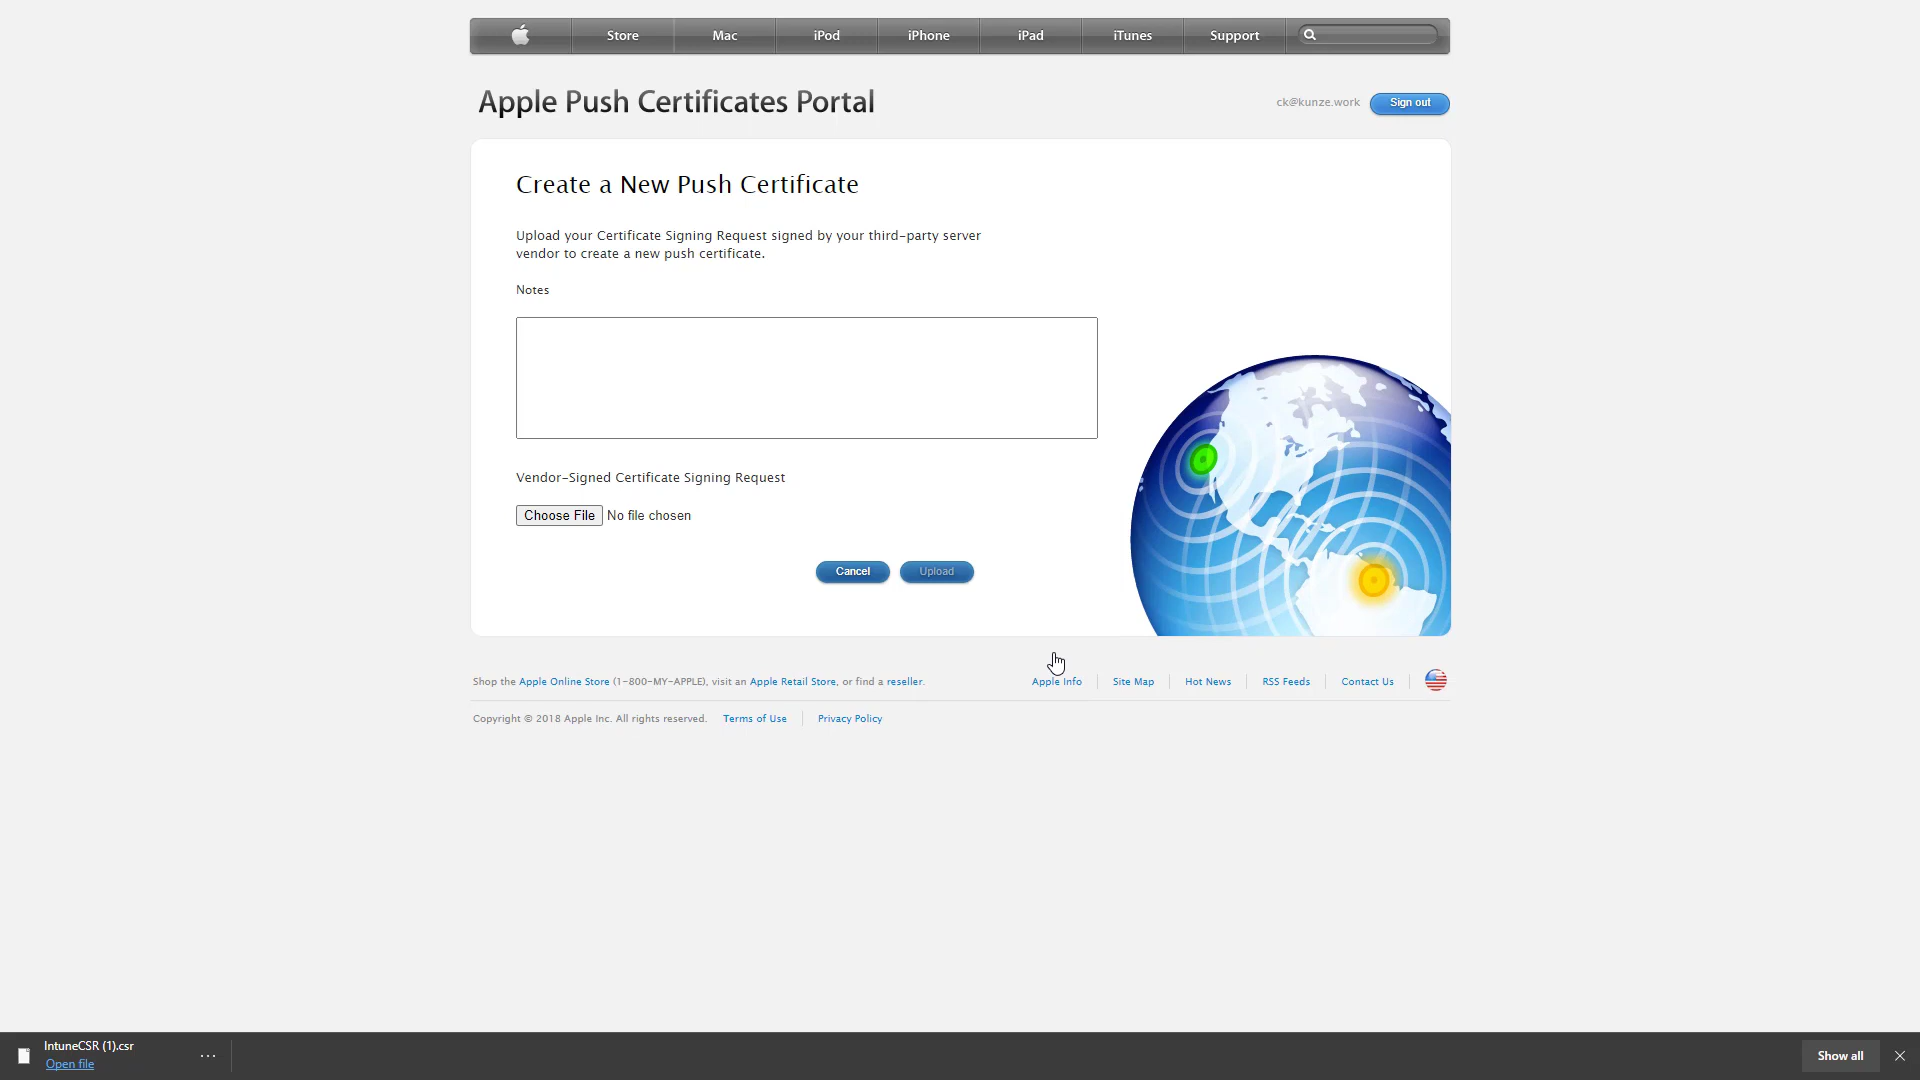 Store
Mac
iPod
iPhone
iPad
iTunes
Support
Apple Push Certificates Portal
ck@kunze.work
Sign out
Create a New Push Certificate
Upload your Certificate Signing Request signed by your third-party server
vendor to create a new push certificate.
Notes
Vendor-Signed Certificate Signing Request
Choose File No file chosen
Cancel
Upload
Shop the Apple Online Store (1-800-MY-APPLE), visit an Apple Retail Store, or find a reseller.
Apple Info
Site Map
Hot News
RSS Feeds
Contact Us
Copyright © 2018 Apple Inc. All rights reserved.
Terms of Use
Privacy Policy
IntuneCSR (1).csr
Open file
Show all